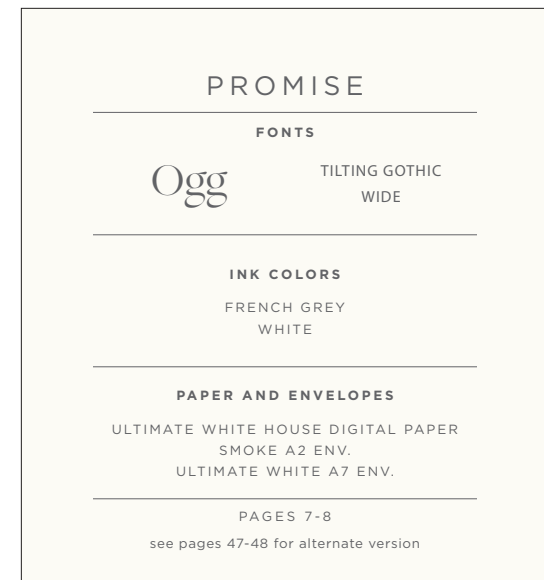 PROMISE
FONTS
Ogg
TILTING GOTHIC
WIDE
INK COLORS
FRENCH GREY
WHITE
PAPER AND ENVELOPES
ULTIMATE WHITE HOUSE DIGITAL PAPER
SMOKE A2 ENV.
ULTIMATE WHITE A7 ENV.
PAGES 7-8
see pages 47-48 for alternate version